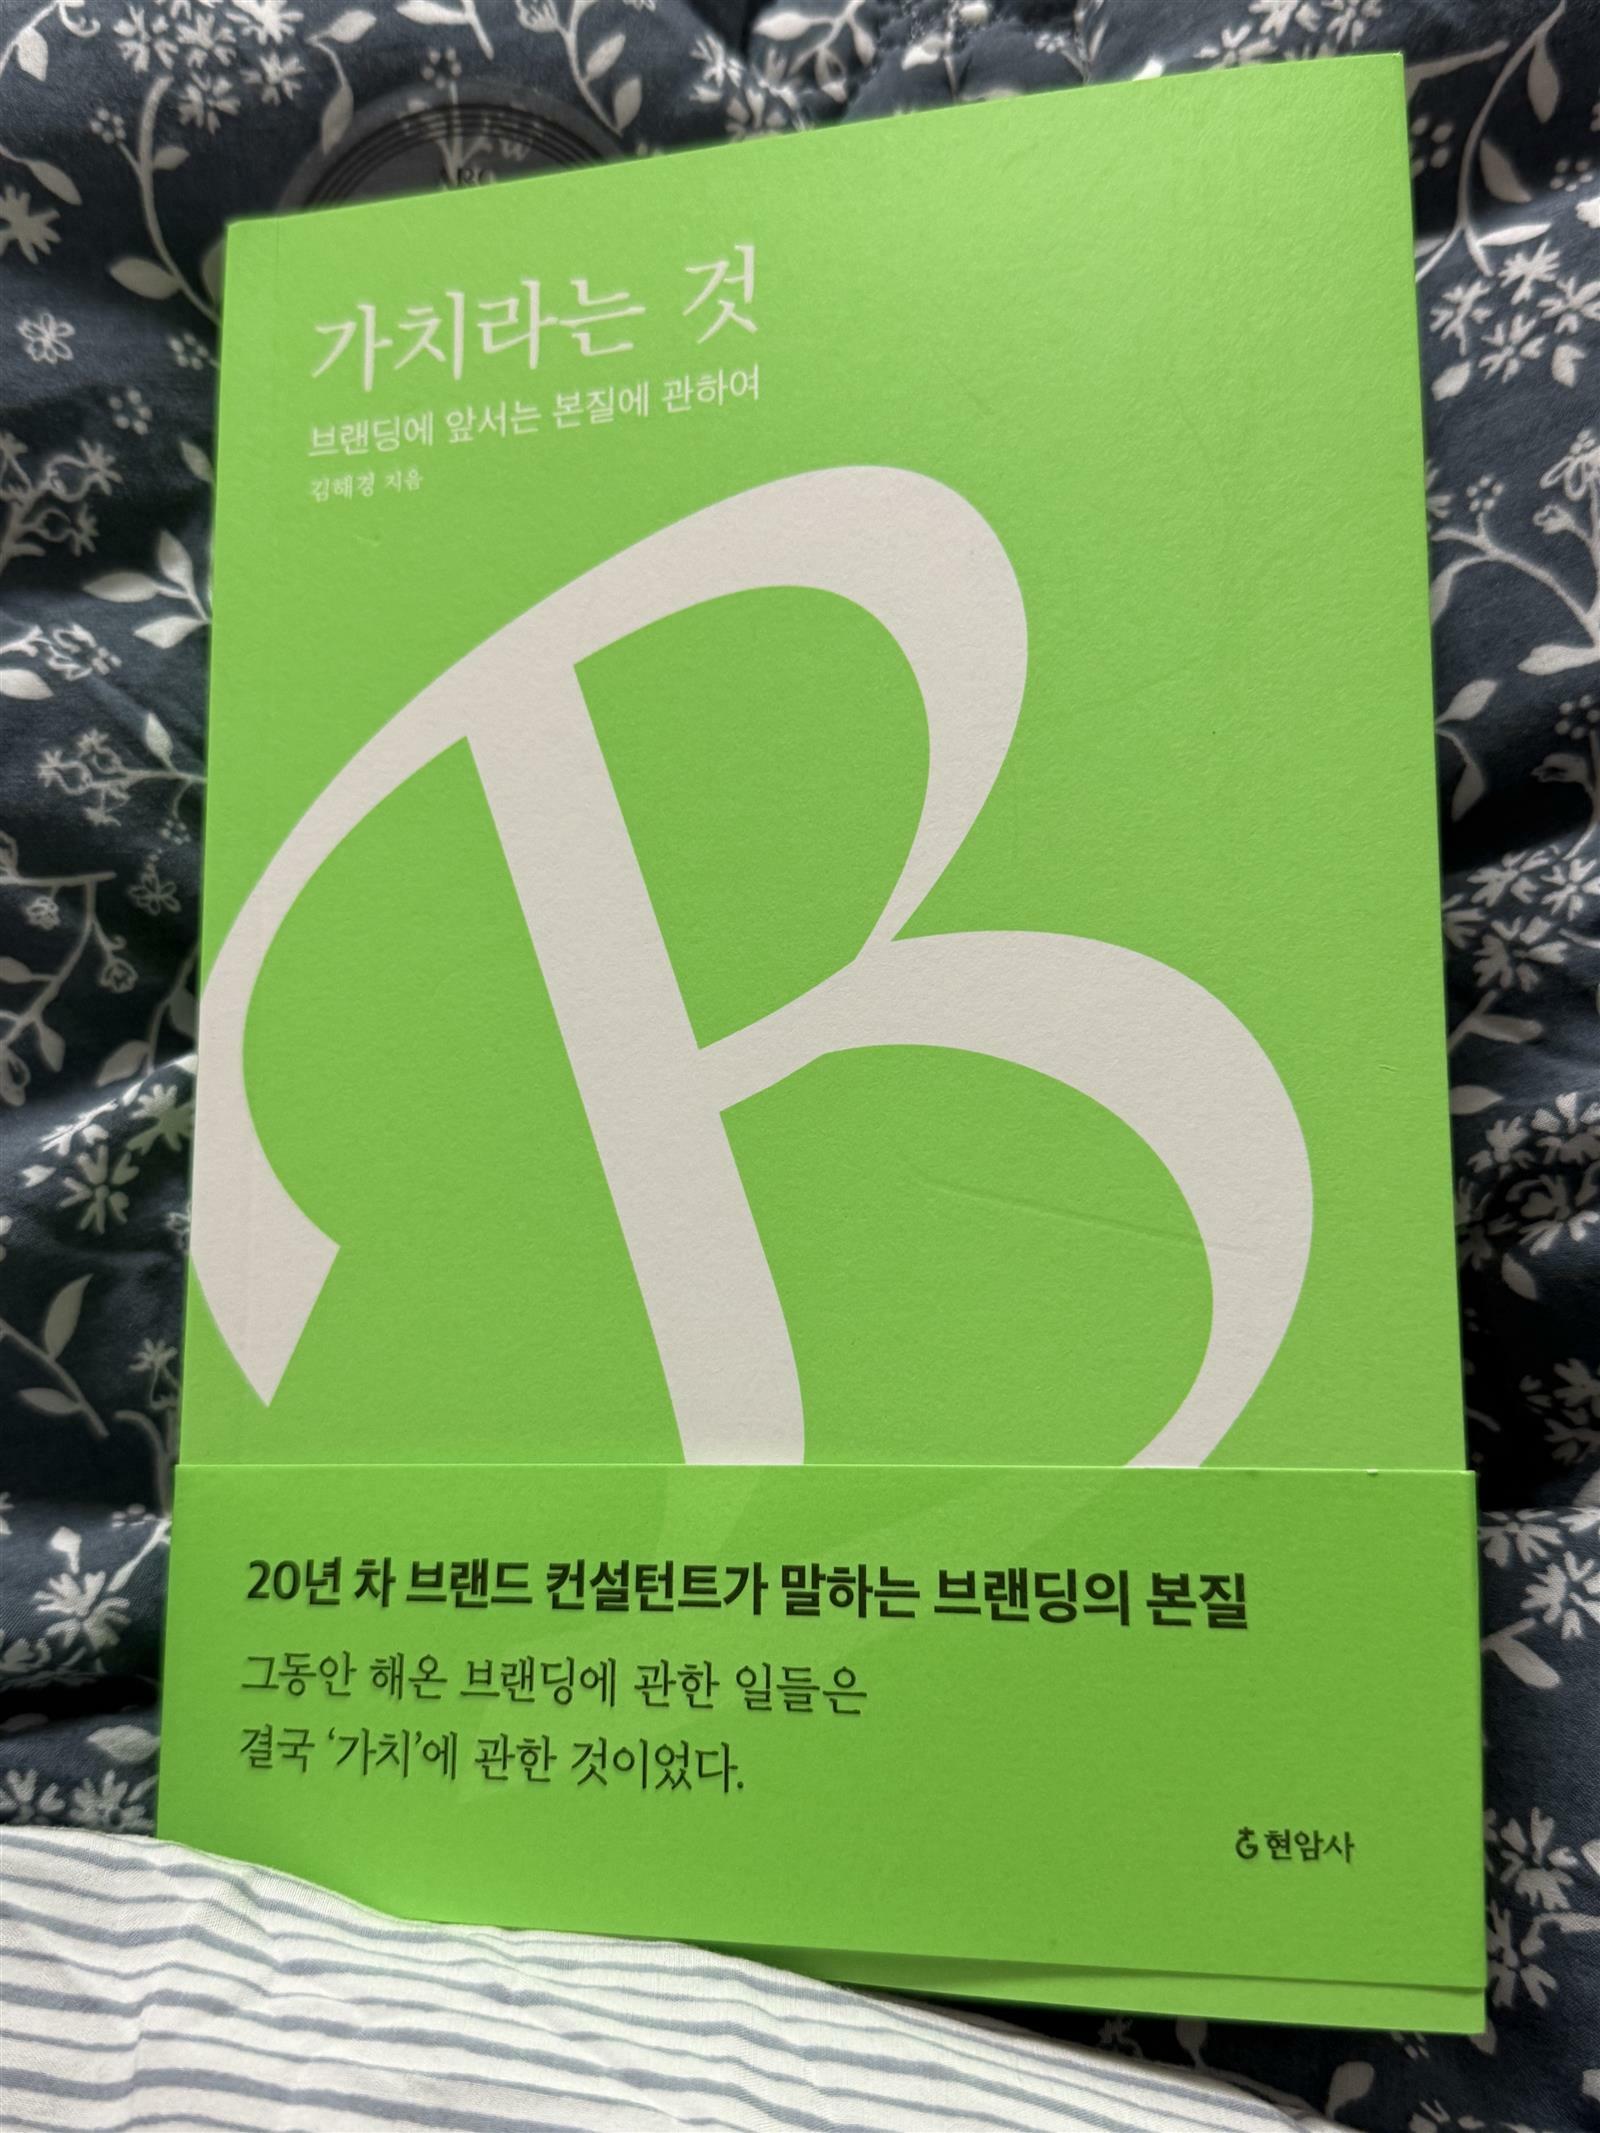 가치라는 것
브랜딩에 앞서는 본질에 관하여
김해경 지음
B
20년 차 브랜드 컨설턴트가 말하는 브랜딩의 본질
그동안 해온 브랜딩에 관한 일들은
결국 ‘가치’에 관한 것이었다.
현암사